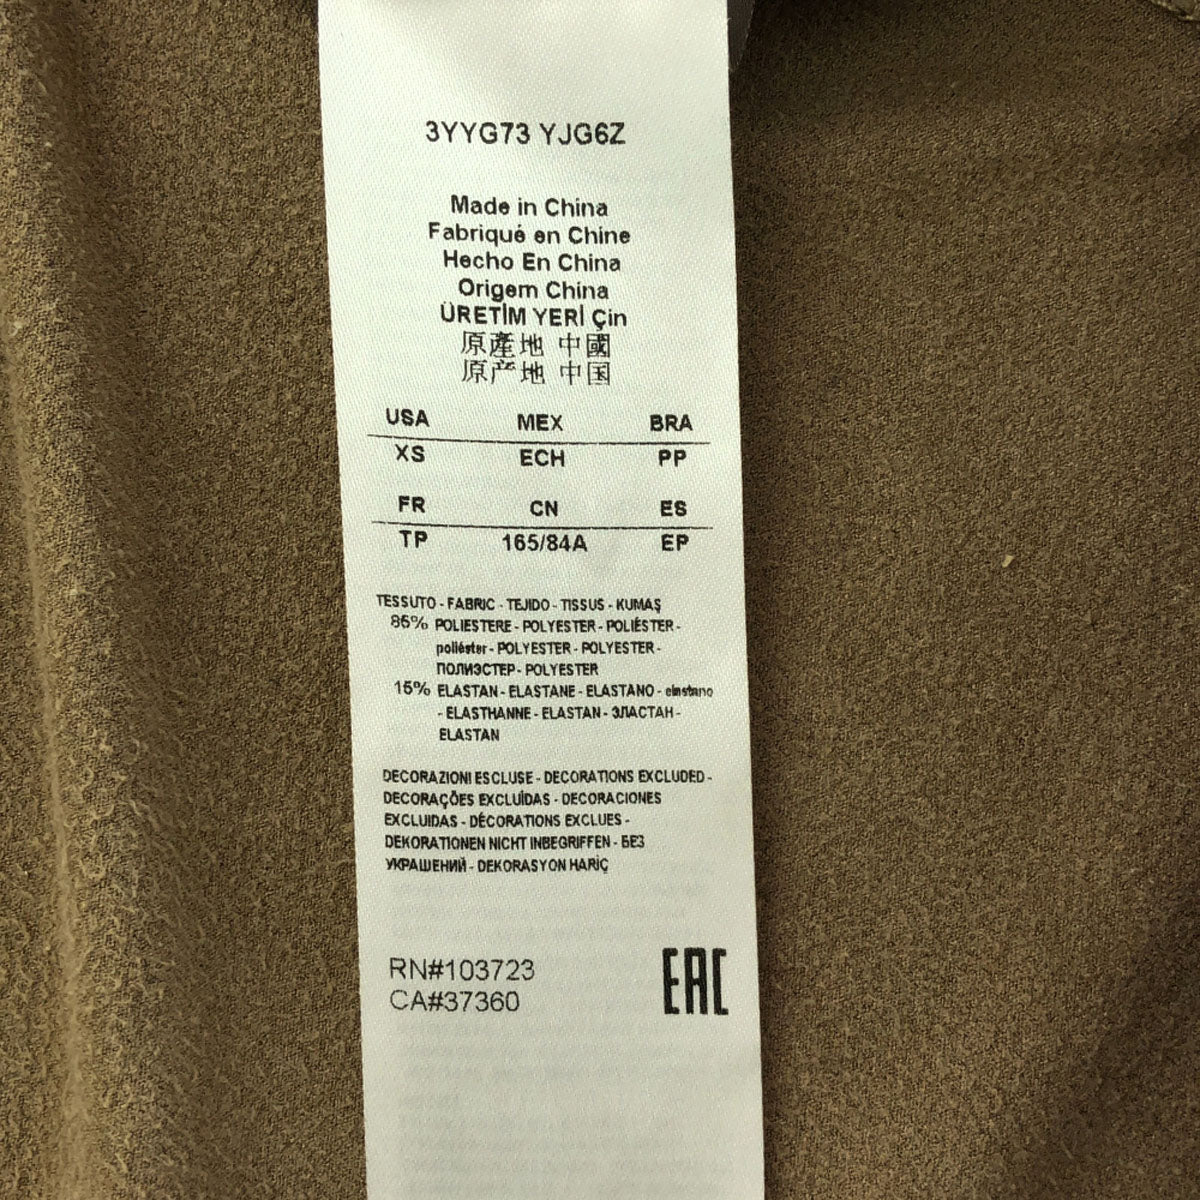 3YYG73 YJG6Z
Made in China
Fabriqué en Chine
Hecho En China
Origem China
ÜRETİM YERİ Çin
原產地 中國
原产地 中国
USA MEX BRA
XS ECH PP
FR CN ES
TP 165/84A EP
TESSUTO - FABRIC - TEJIDO - TISSUS - KUMAŞ
85% POLIESTERE - POLYESTER - POLIÉSTER -
poliéster - POLYESTER - POLYESTER -
ПОЛИЭСТЕР - POLYESTER
15% ELASTAN - ELASTANE - ELASTANO - elastano
- ELASTHANNE - ELASTAN - ЭЛАСТАН -
ELASTAN
DECORAZIONI ESCLUSE - DECORATIONS EXCLUDED -
DECORAÇÕES EXCLUÍDAS - DECORACIONES
EXCLUIDAS - DÉCORATIONS EXCLUES -
DEKORATIONEN NICHT INBEGRIFFEN - БЕЗ
УКРАШЕНИЙ - DEKORASYON HARİÇ
RN#103723
CA#37360
EAC